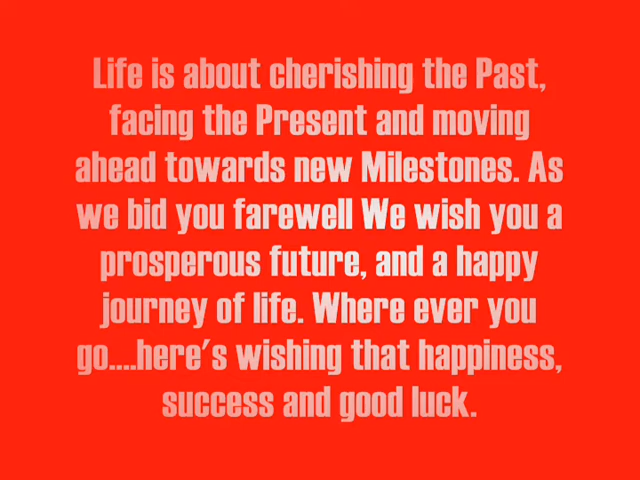 Life is about cherishing the Past,
facing the Present and moving
ahead towards new Milestones. As
we bid you farewell We wish you a
prosperous future, and a happy
journey of life. Where ever you
go....here's wishing that happiness,
success and good luck.